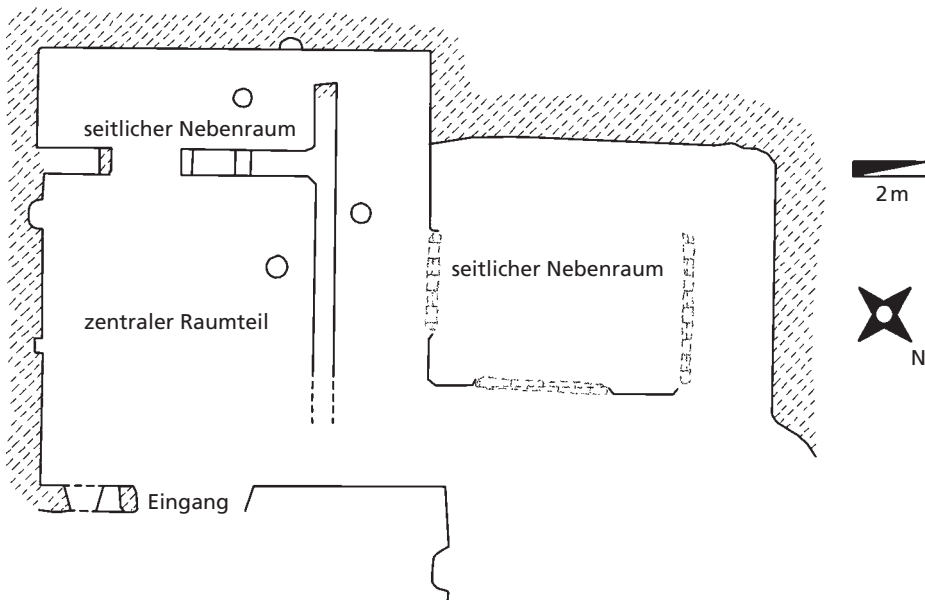 seitlicher Nebenraum
2 m
seitlicher Nebenraum
zentraler Raumteil
N
Eingang